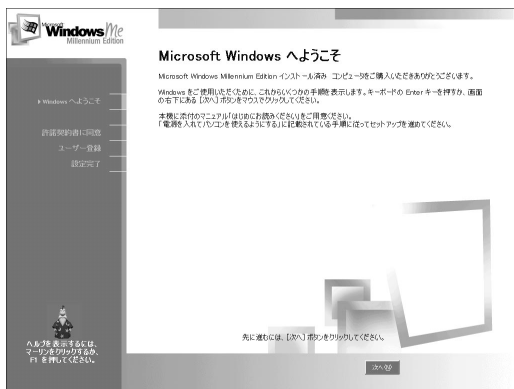 Microsoft
Windows Me
Millennium Edition
Microsoft Windows へようこそ
Microsoft Windows Millennium Edition インストール済み コンピュータをご購入いただきありがとうございます。
Windows をご使用いただくために、これからいくつかの手順を表示します。キーボードの Enter キーを押すか、画面
の右下にある [次へ] ボタンをマウスでクリックしてください。
本機に添付のマニュアル「はじめにお読みください」をご用意ください。
「電源を入れてパソコンを使えるようにする」に記載されている手順に従ってセットアップを進めてください。
Windows へようこそ
許諾契約書に同意
ユーザー登録
設定完了
ヘルプを表示するには、
マーリンをクリックするか、
F1 を押してください。
先に進むには、[次へ] ボタンをクリックしてください。
次へ(N)